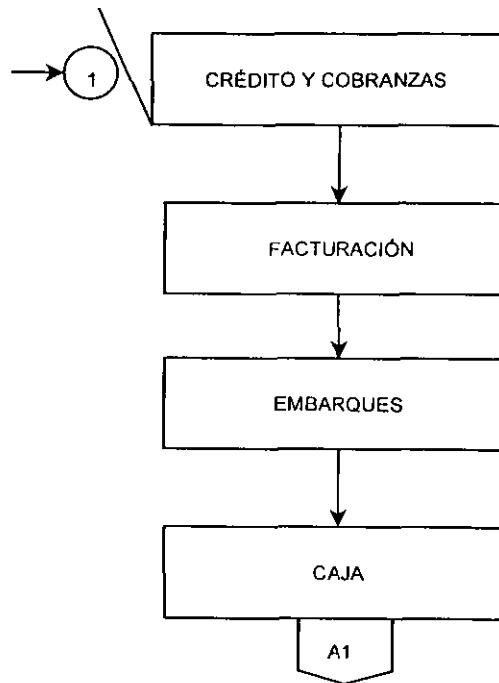 1
CRÉDITO Y COBRANZAS
FACTURACIÓN
EMBARQUES
CAJA
A1